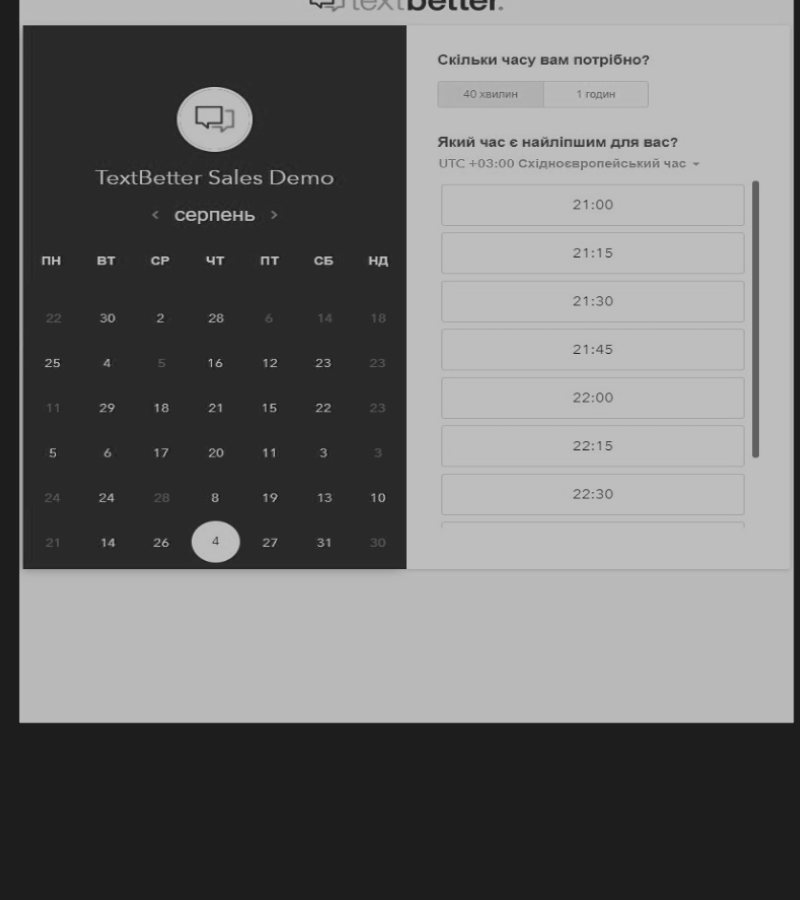 textbetter.
TextBetter Sales Demo
‹ серпень ›
ПН ВТ СР ЧТ ПТ СБ НД
22 30 2 28 6 14 18
25 4 5 16 12 23 23
11 29 18 21 15 22 23
5 6 17 20 11 3 3
24 24 28 8 19 13 10
21 14 26 4 27 31 30
Скільки часу вам потрібно?
40 хвилин 1 годин
Який час є найліпшим для вас?
UTC +03:00 Східноєвропейський час
21:00
21:15
21:30
21:45
22:00
22:15
22:30